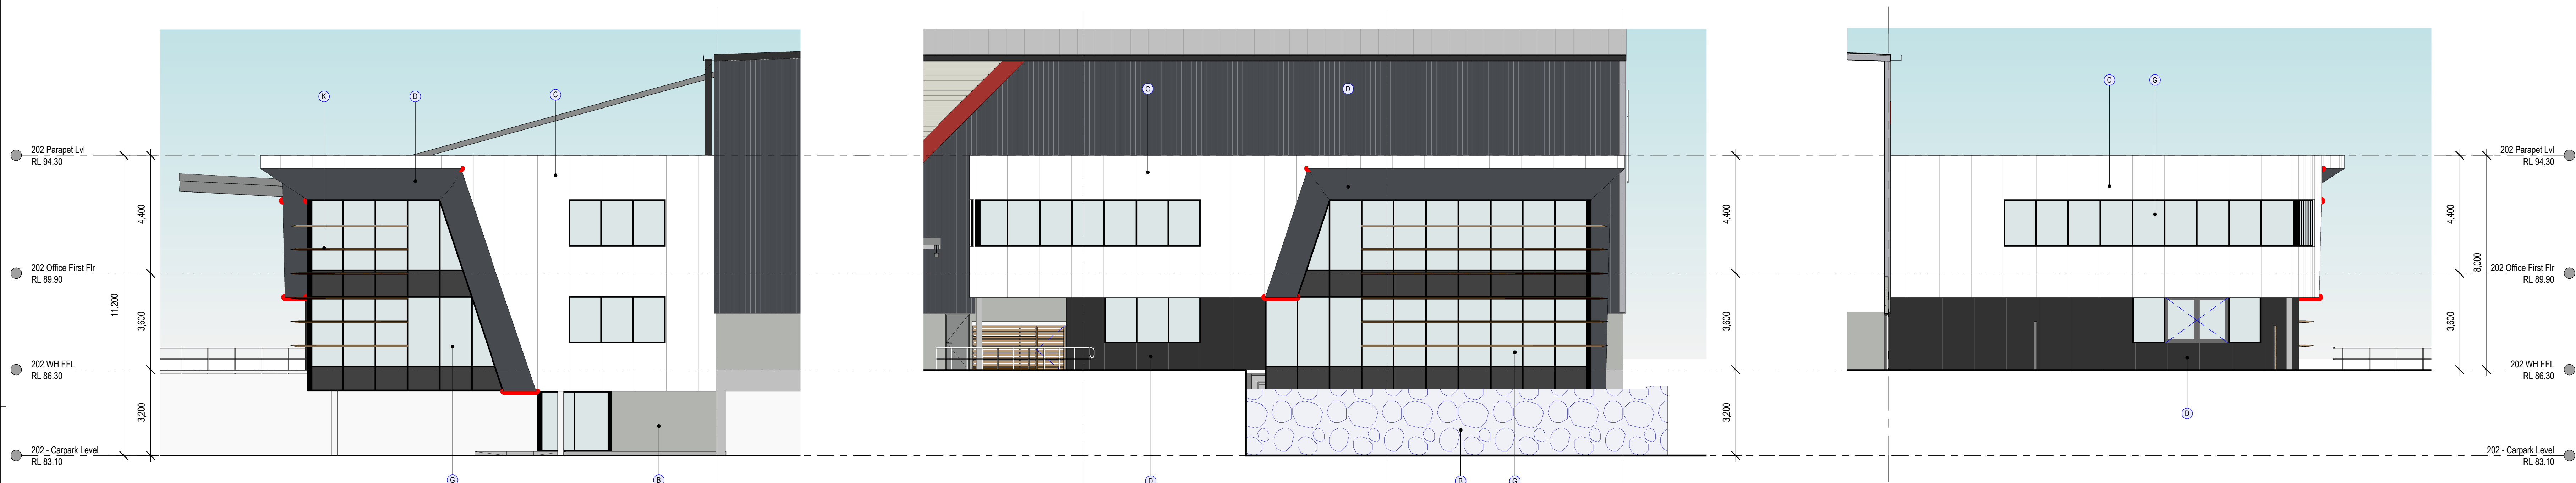 K
D
C
202 Parapet Lvl
RL 94.30
4,400
202 Office First Flr
RL 89.90
11,200
3,600
202 WH FFL
RL 86.30
3,200
202 - Carpark Level
RL 83.10
G
B
C
D
4,400
3,600
3,200
D
B
G
C
G
202 Parapet Lvl
RL 94.30
4,400
8,000
202 Office First Flr
RL 89.90
3,600
202 WH FFL
RL 86.30
D
202 - Carpark Level
RL 83.10